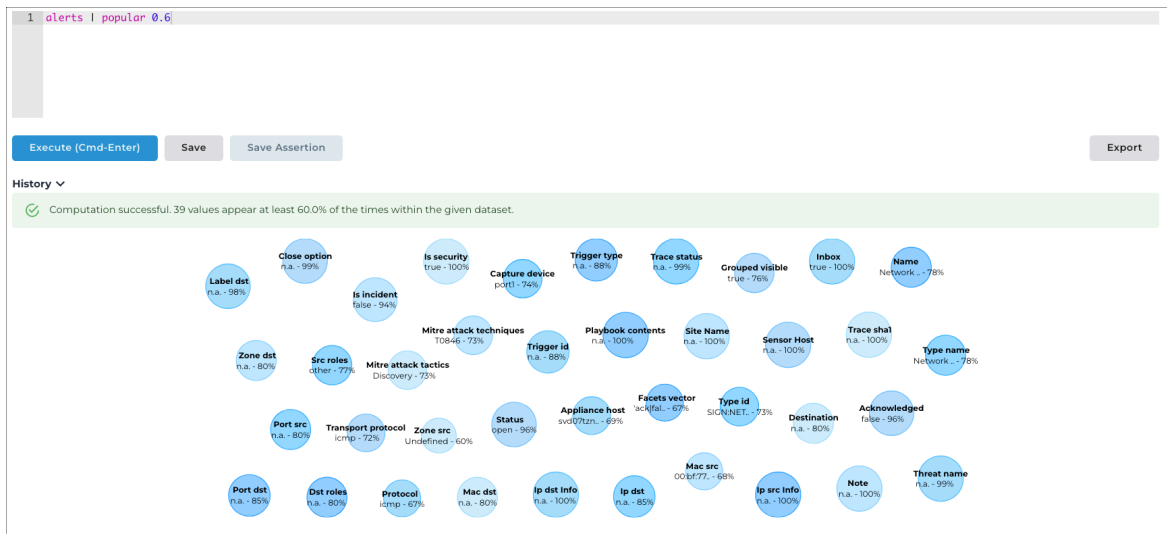 1 alerts | popular 0.6
Execute (Cmd-Enter)
Save
Save Assertion
Export
History
Computation successful. 39 values appear at least 60.0% of the times within the given dataset.
Label dst
n.a. - 98%
Close option
n.a. - 99%
Is incident
false - 94%
Is security
true - 100%
Capture device
port1 - 74%
Trigger type
n.a. - 88%
Trace status
n.a. - 99%
Grouped visible
true - 76%
Inbox
true - 100%
Name
Network .. - 78%
Zone dst
n.a. - 80%
Src roles
other - 77%
Mitre attack tactics
Discovery - 73%
Mitre attack techniques
T0846 - 73%
Trigger id
n.a. - 88%
Playbook contents
n.a. - 100%
Site Name
n.a. - 100%
Sensor Host
n.a. - 100%
Trace sha1
n.a. - 100%
Type name
Network .. - 78%
Port src
n.a. - 80%
Transport protocol
icmp - 72%
Zone src
Undefined - 60%
Status
open - 96%
Appliance host
svd07tzn.. - 69%
Facets vector
'ack|fal.. - 67%
Type id
SIGN:NET.. - 73%
Destination
n.a. - 80%
Acknowledged
false - 96%
Port dst
n.a. - 85%
Dst roles
n.a. - 80%
Protocol
icmp - 67%
Mac dst
n.a. - 80%
Ip dst Info
n.a. - 100%
Ip dst
n.a. - 85%
Mac src
00:bf:77.. - 68%
Ip src Info
n.a. - 100%
Note
n.a. - 100%
Threat name
n.a. - 99%